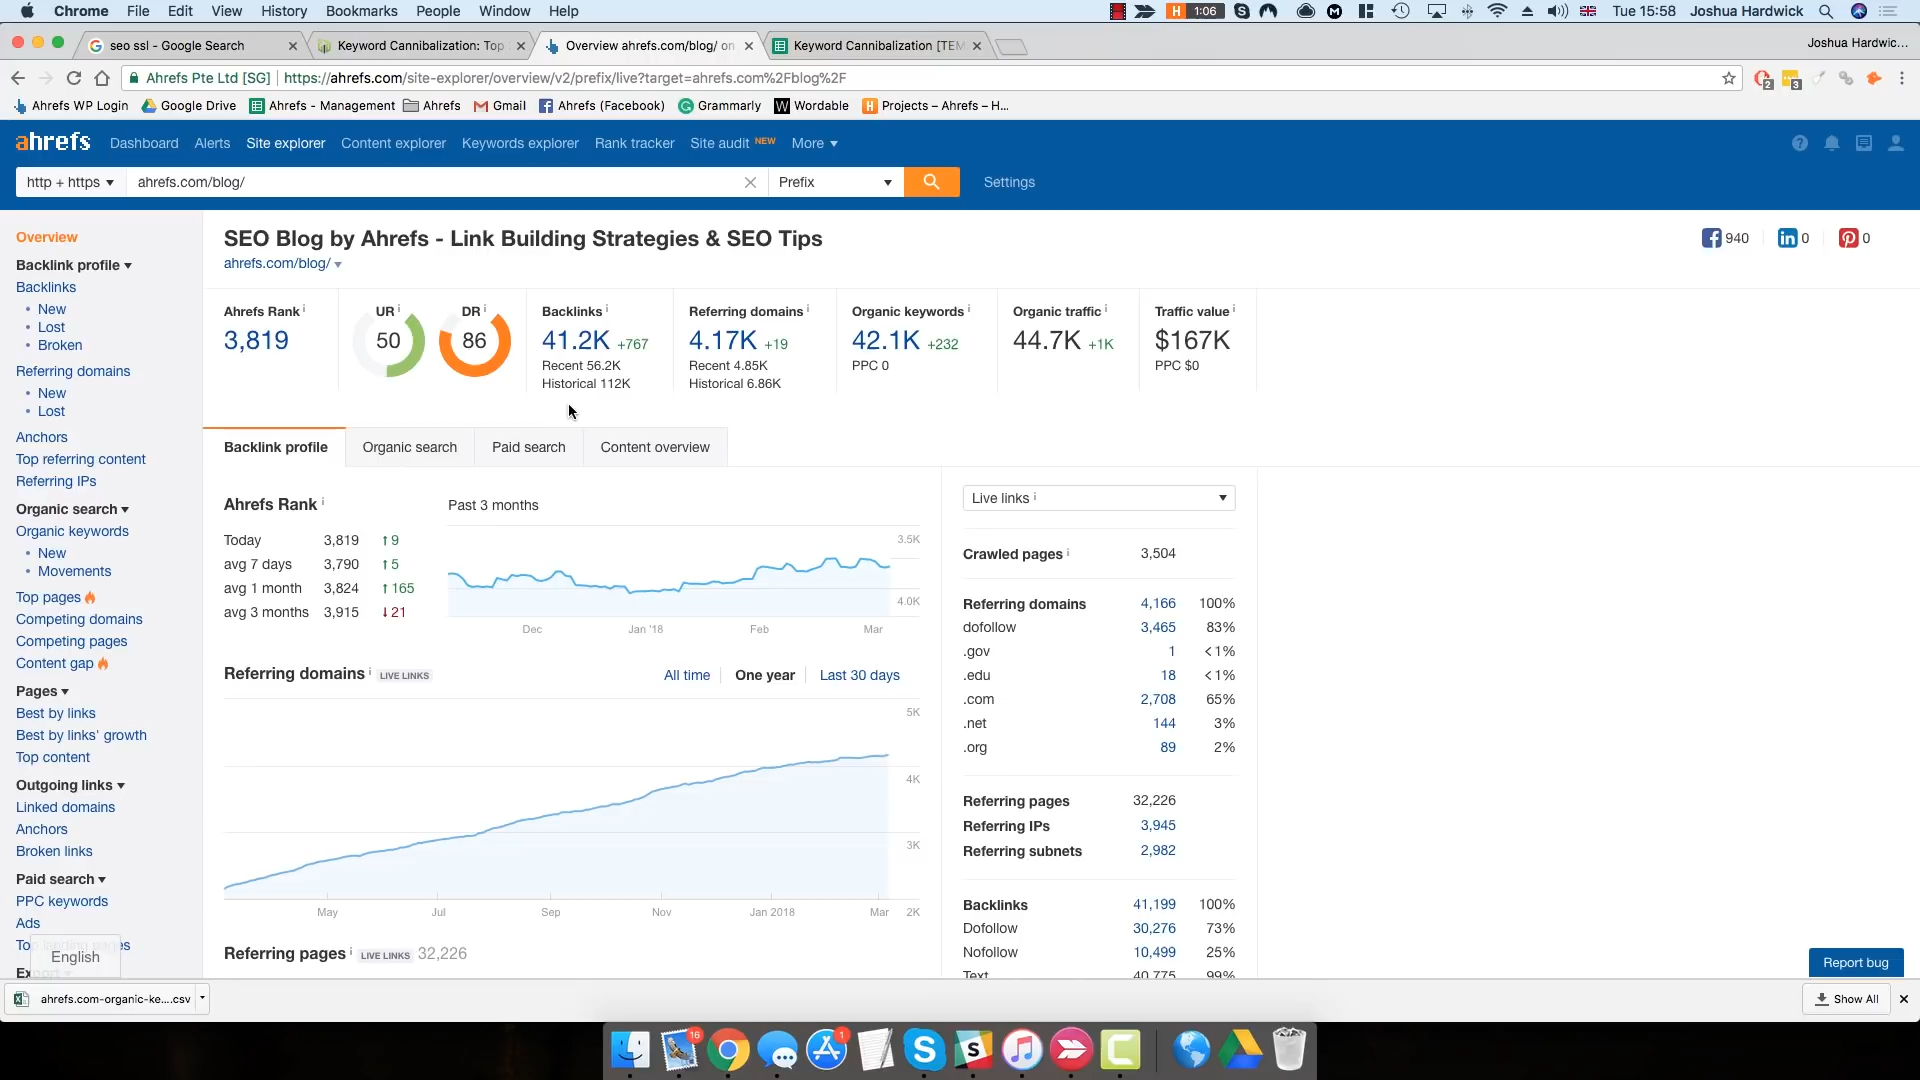 Chrome File Edit View History Bookmarks People Window Help
H 1:06
Tue 15:58 Joshua Hardwick
seo ssl - Google Search
Keyword Cannibalization: Top
Overview ahrefs.com/blog/ on
Keyword Cannibalization [TEM
Joshua Hardwic...
Ahrefs Pte Ltd [SG] https://ahrefs.com/site-explorer/overview/v2/prefix/live?target=ahrefs.com%2Fblog%2F
2
3
Ahrefs WP Login Google Drive Ahrefs - Management Ahrefs Gmail Ahrefs (Facebook) Grammarly Wordable Projects – Ahrefs – H...
ahrefs Dashboard Alerts Site explorer Content explorer Keywords explorer Rank tracker Site audit NEW More
http + https ahrefs.com/blog/ Prefix Settings
Overview
Backlink profile
Backlinks
New
Lost
Broken
Referring domains
New
Lost
Anchors
Top referring content
Referring IPs
Organic search
Organic keywords
New
Movements
Top pages
Competing domains
Competing pages
Content gap
Pages
Best by links
Best by links' growth
Top content
Outgoing links
Linked domains
Anchors
Broken links
Paid search
PPC keywords
Ads
Top landing pages
English
SEO Blog by Ahrefs - Link Building Strategies & SEO Tips
ahrefs.com/blog/
940 0 0
Ahrefs Rank
3,819
UR
50
DR
86
Backlinks
41.2K +767
Recent 56.2K
Historical 112K
Referring domains
4.17K +19
Recent 4.85K
Historical 6.86K
Organic keywords
42.1K +232
PPC 0
Organic traffic
44.7K +1K
Traffic value
$167K
PPC $0
Backlink profile Organic search Paid search Content overview
Ahrefs Rank
Today 3,819 ↑9
avg 7 days 3,790 ↑5
avg 1 month 3,824 ↑165
avg 3 months 3,915 ↓21
Past 3 months
3.5K
4.0K
Dec Jan '18 Feb Mar
Referring domains LIVE LINKS
All time One year Last 30 days
5K
4K
3K
2K
May Jul Sep Nov Jan 2018 Mar
Referring pages LIVE LINKS 32,226
Live links
Crawled pages 3,504
Referring domains 4,166 100%
dofollow 3,465 83%
.gov 1 <1%
.edu 18 <1%
.com 2,708 65%
.net 144 3%
.org 89 2%
Referring pages 32,226
Referring IPs 3,945
Referring subnets 2,982
Backlinks 41,199 100%
Dofollow 30,276 73%
Nofollow 10,499 25%
Text 40,775 99%
Report bug
ahrefs.com-organic-ke....csv
Show All
16
1